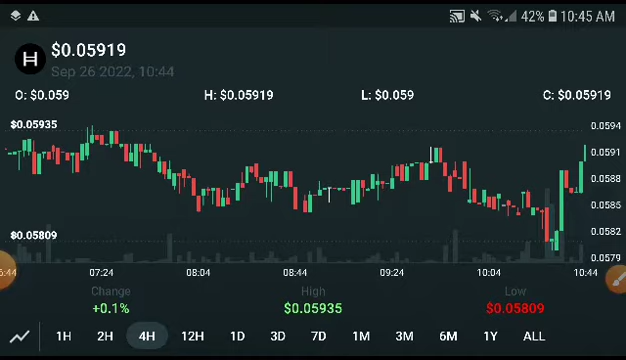 42% 10:45 AM
H $0.05919
Sep 26 2022, 10:44
O: $0.059 H: $0.05919 L: $0.059 C: $0.05919
$0.05935 0.0594
0.0591
0.0588
0.0585
$0.05809 0.0582
0.0579
6:44 07:24 08:04 08:44 09:24 10:04 10:44
Change High Low
+0.1% $0.05935 $0.05809
1H 2H 4H 12H 1D 3D 7D 1M 3M 6M 1Y ALL